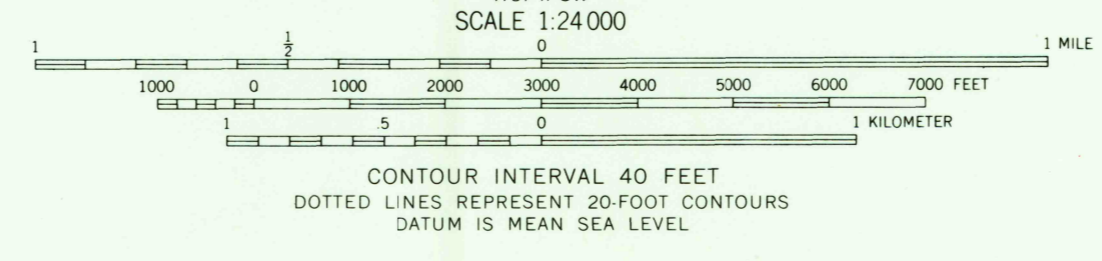 SCALE 1:24 000
1 ½ 0 1 MILE
1000 0 1000 2000 3000 4000 5000 6000 7000 FEET
1 .5 0 1 KILOMETER
CONTOUR INTERVAL 40 FEET
DOTTED LINES REPRESENT 20-FOOT CONTOURS
DATUM IS MEAN SEA LEVEL